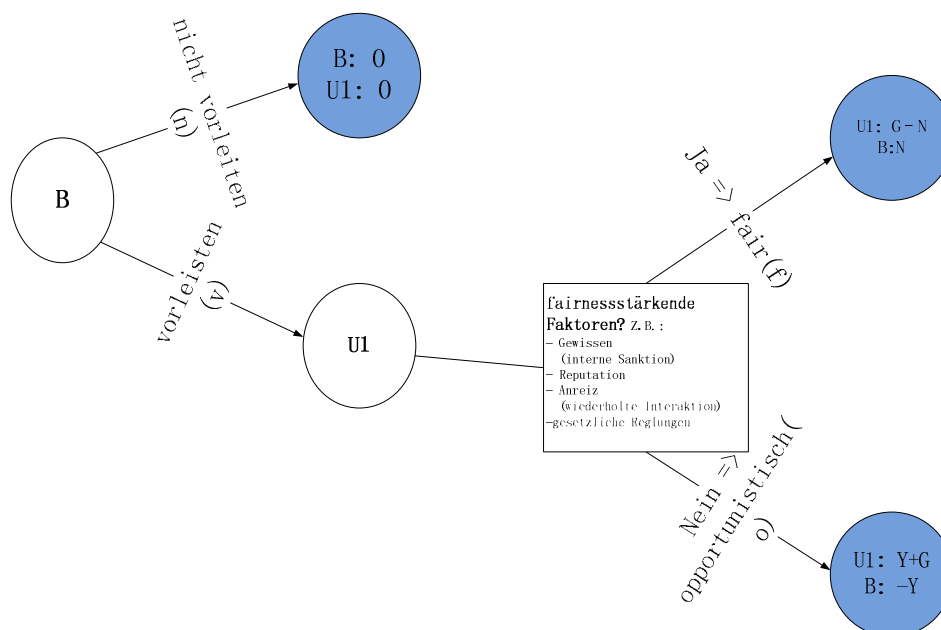 B
nicht vorleiten
(n)
B: 0
U1: 0
vorleisten
(v)
U1
fairnessstärkende
Faktoren? Z.B.:
– Gewissen
(interne Sanktion)
– Reputation
– Anreiz
(wiederholte Interaktion)
–gesetzliche Reglungen
Ja =>
fair(f)
U1: G-N
B:N
Nein =>
opportunistisch(
o)
U1: Y+G
B: -Y